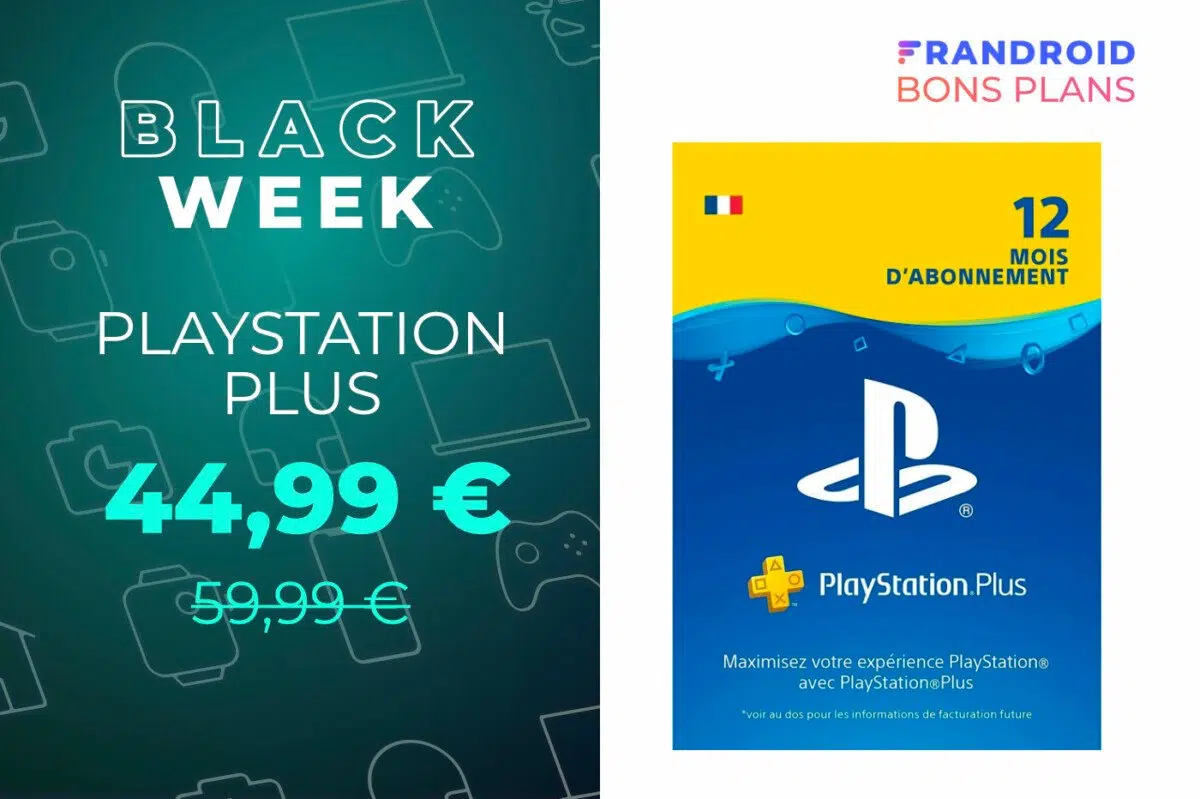 BLACK
WEEK
PLAYSTATION
PLUS
44,99 €
59,99 €
FRANDROID
BONS PLANS
12
MOIS
D'ABONNEMENT
®
PlayStation®Plus
™
Maximisez votre expérience PlayStation®
avec PlayStation®Plus
*voir au dos pour les informations de facturation future